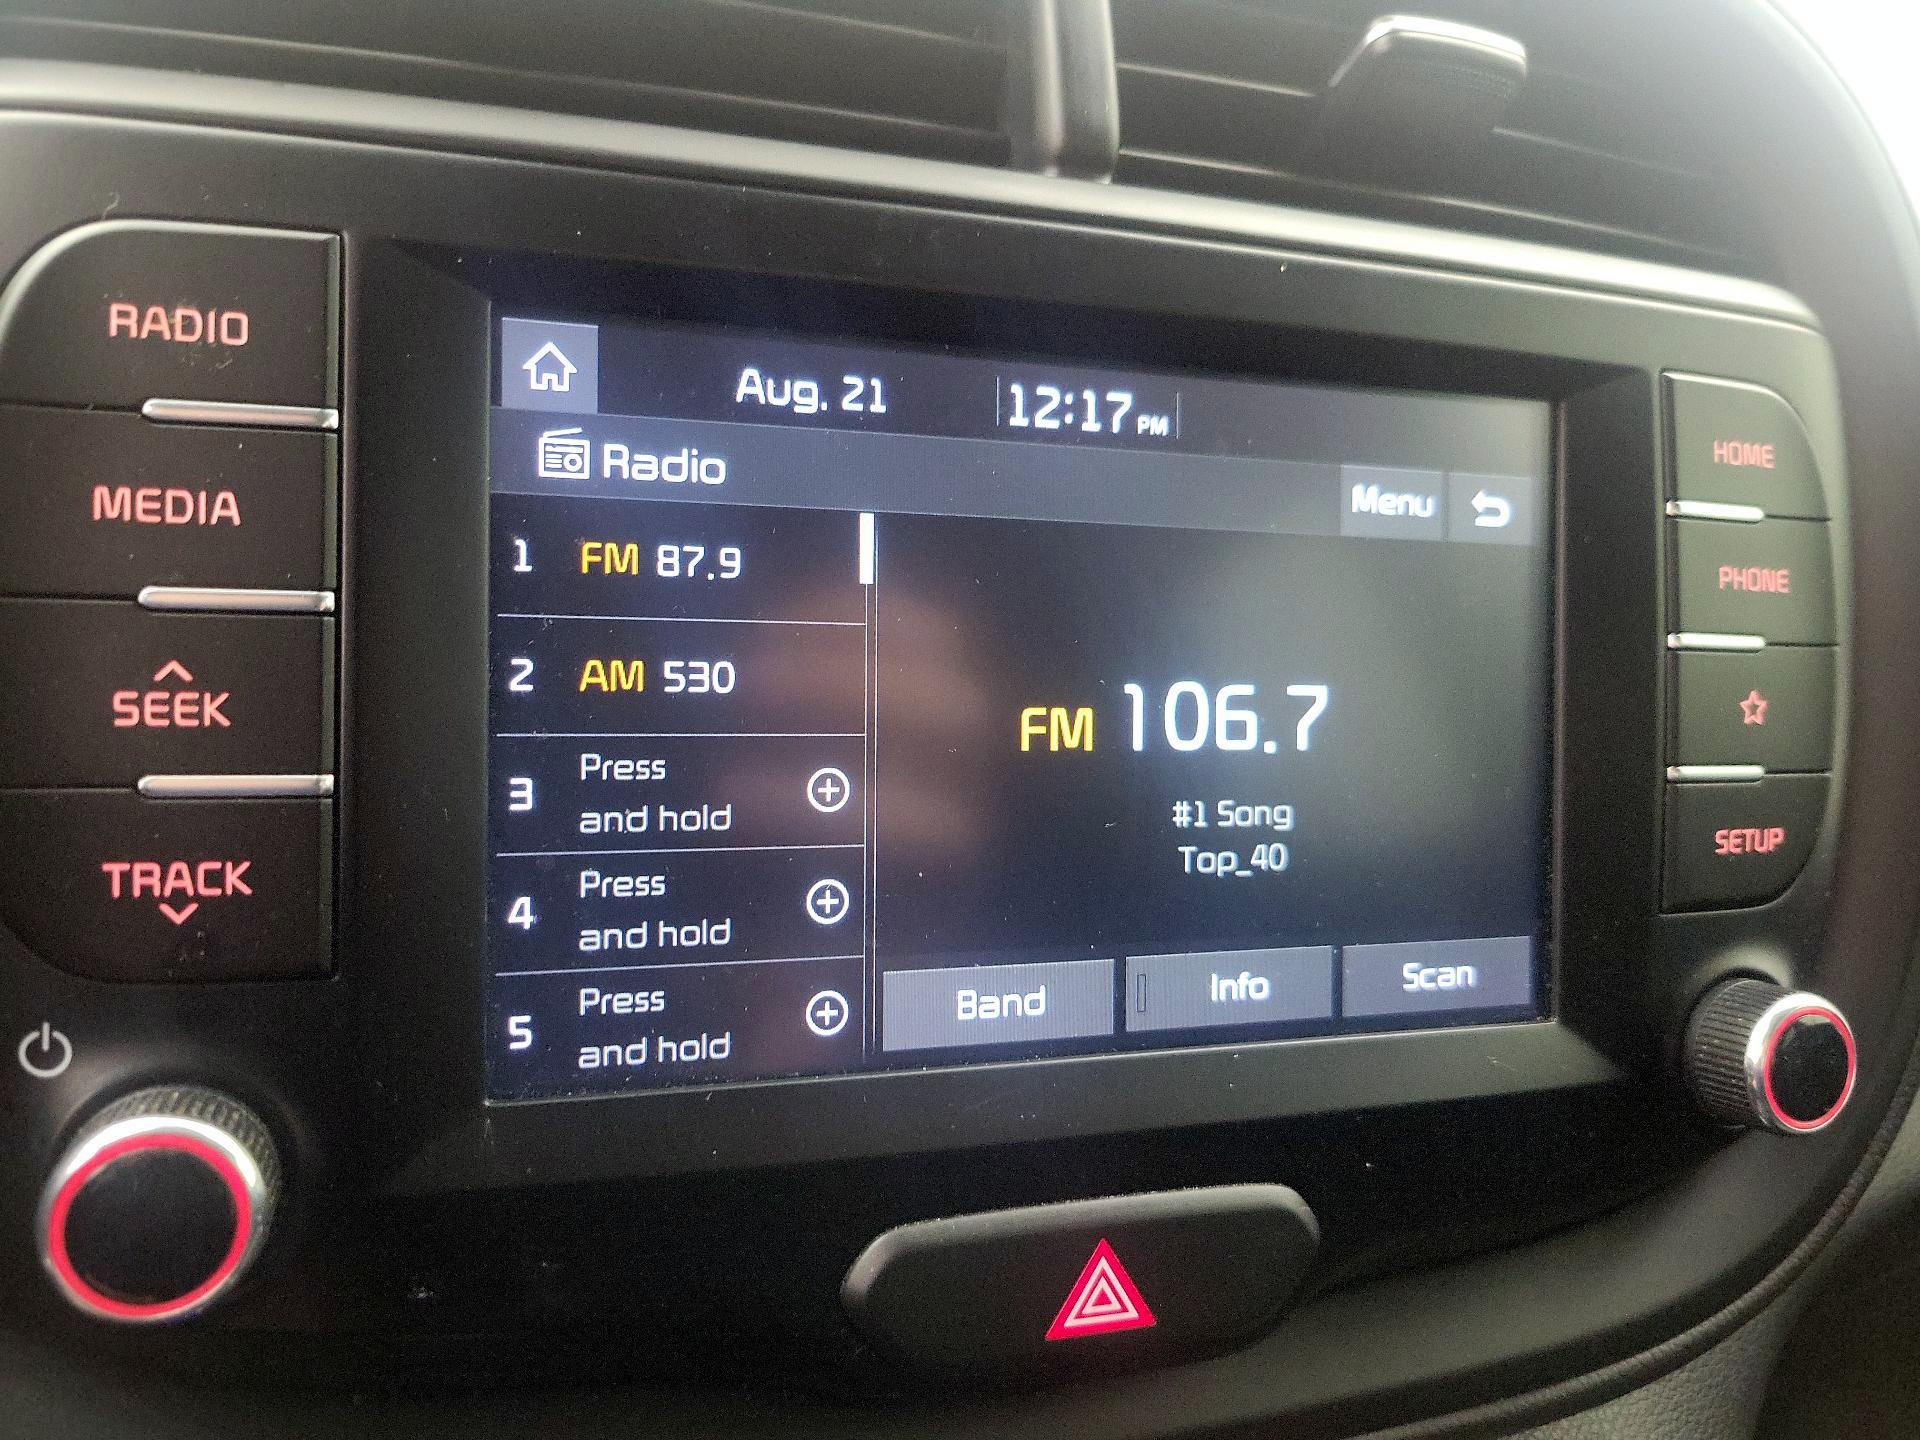 RADIO
MEDIA
SEEK
TRACK
Aug. 21 12:17 PM
Radio
Menu
1 FM 87.9
2 AM 530
3 Press
and hold
4 Press
and hold
5 Press
and hold
FM 106.7
#1 Song
Top_40
Band Info Scan
HOME
PHONE
SETUP